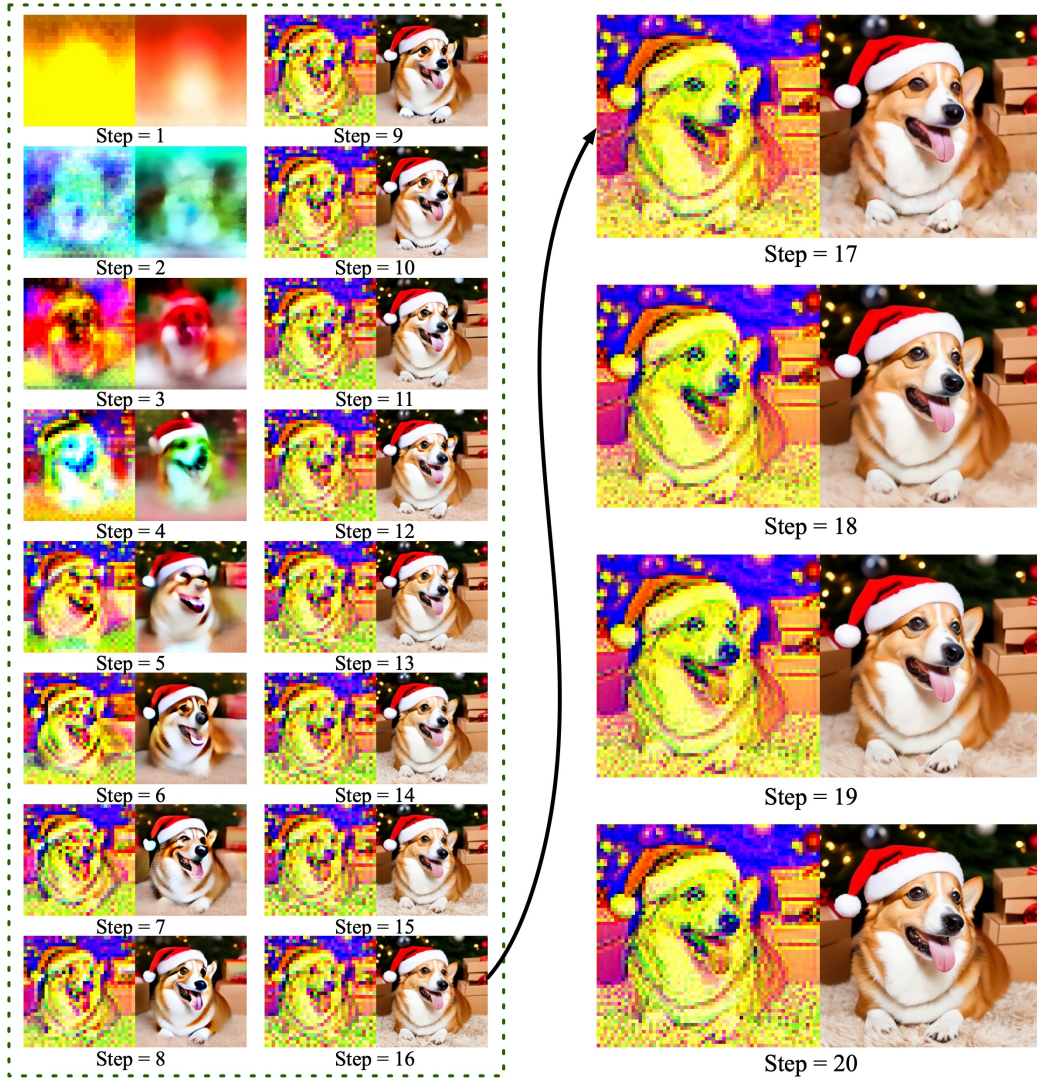 Step = 1
Step = 2
Step = 3
Step = 4
Step = 5
Step = 6
Step = 7
Step = 8
Step = 9
Step = 10
Step = 11
Step = 12
Step = 13
Step = 14
Step = 15
Step = 16
Step = 17
Step = 18
Step = 19
Step = 20